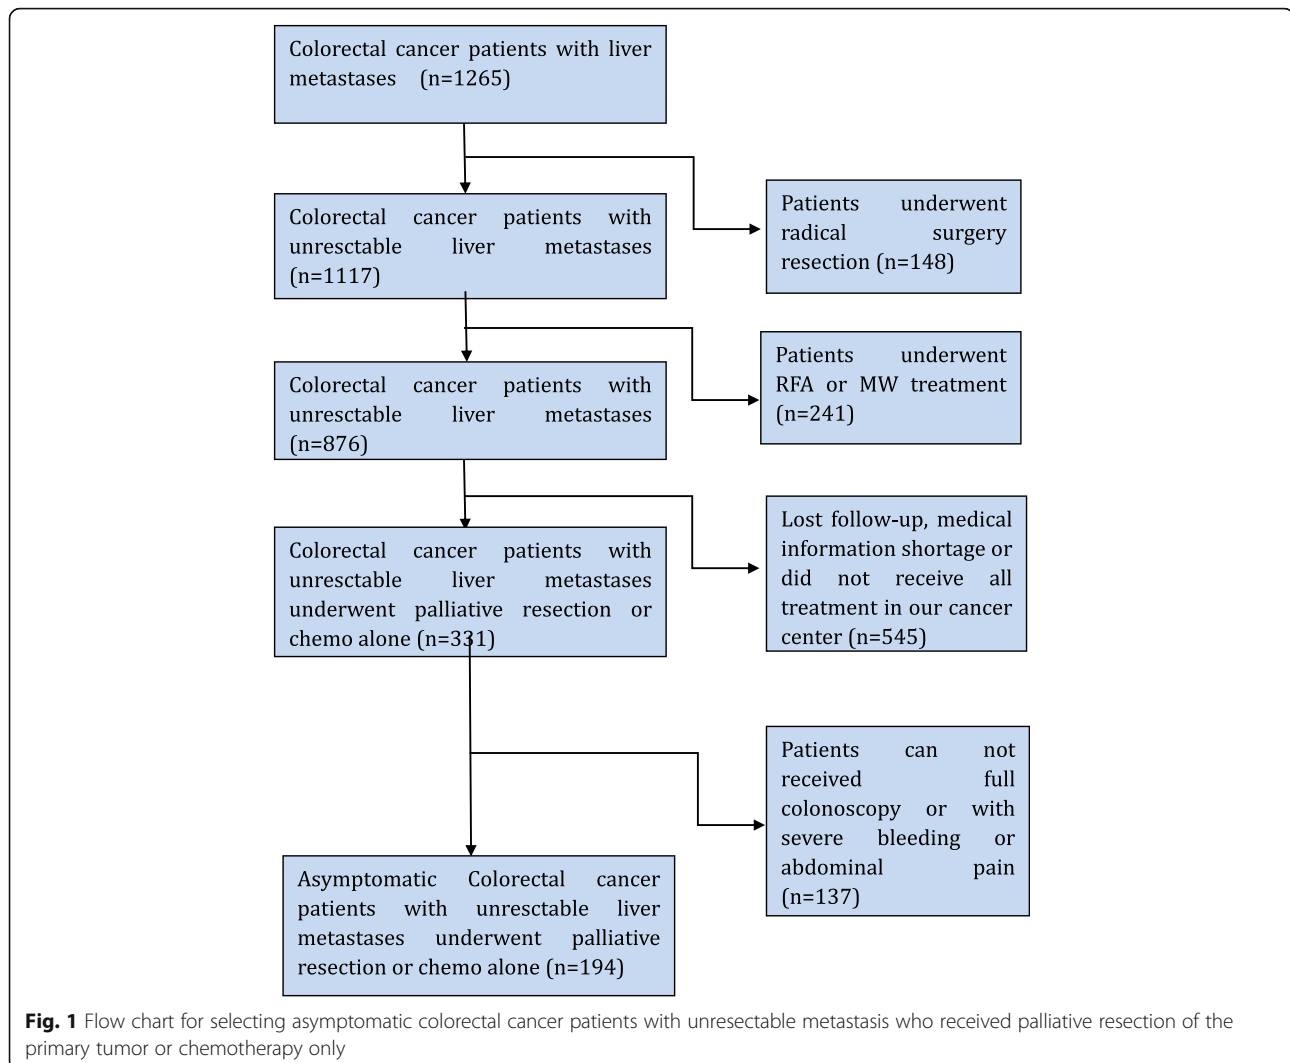 Colorectal cancer patients with liver
metastases (n=1265)
Colorectal cancer patients with
unresctable liver metastases
(n=1117)
Patients underwent
radical surgery
resection (n=148)
Colorectal cancer patients with
unresctable liver metastases
(n=876)
Patients underwent
RFA or MW treatment
(n=241)
Colorectal cancer patients with
unresctable liver metastases
underwent palliative resection or
chemo alone (n=331)
Lost follow-up, medical
information shortage or
did not receive all
treatment in our cancer
center (n=545)
Patients can not
received full
colonoscopy or with
severe bleeding or
abdominal pain
(n=137)
Asymptomatic Colorectal cancer
patients with unresctable liver
metastases underwent palliative
resection or chemo alone (n=194)
Fig. 1 Flow chart for selecting asymptomatic colorectal cancer patients with unresectable metastasis who received palliative resection of the
primary tumor or chemotherapy only